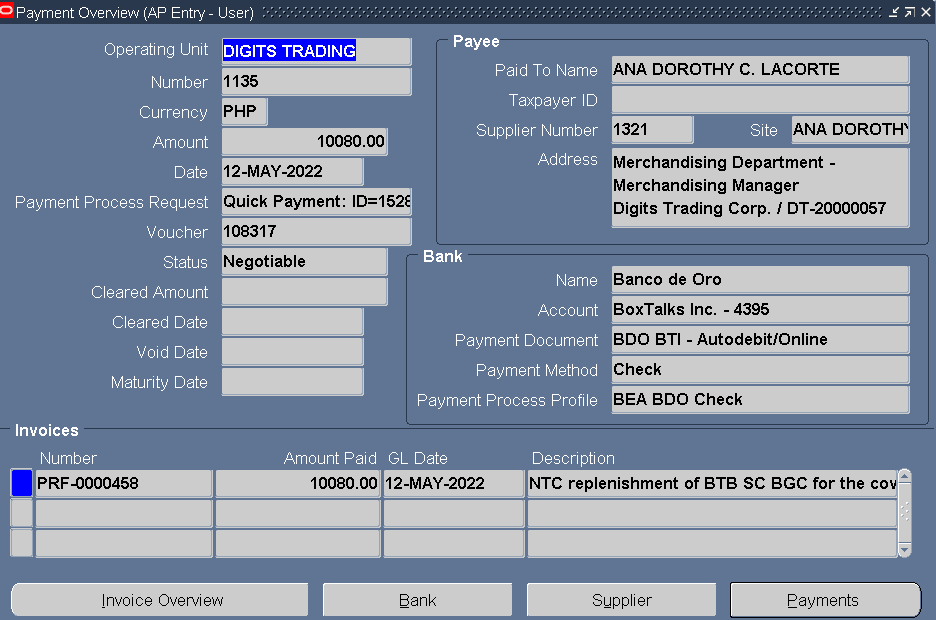 Payment Overview (AP Entry - User)
Operating Unit DIGITS TRADING
Number 1135
Currency PHP
Amount 10080.00
Date 12-MAY-2022
Payment Process Request Quick Payment: ID=1528
Voucher 108317
Status Negotiable
Cleared Amount
Cleared Date
Void Date
Maturity Date
Payee
Paid To Name ANA DOROTHY C. LACORTE
Taxpayer ID
Supplier Number 1321 Site ANA DOROTHY
Address Merchandising Department -
Merchandising Manager
Digits Trading Corp. / DT-20000057
Bank
Name Banco de Oro
Account BoxTalks Inc. - 4395
Payment Document BDO BTI - Autodebit/Online
Payment Method Check
Payment Process Profile BEA BDO Check
Invoices
Number Amount Paid GL Date Description
PRF-0000458 10080.00 12-MAY-2022 NTC replenishment of BTB SC BGC for the cov
Invoice Overview Bank Supplier Payments